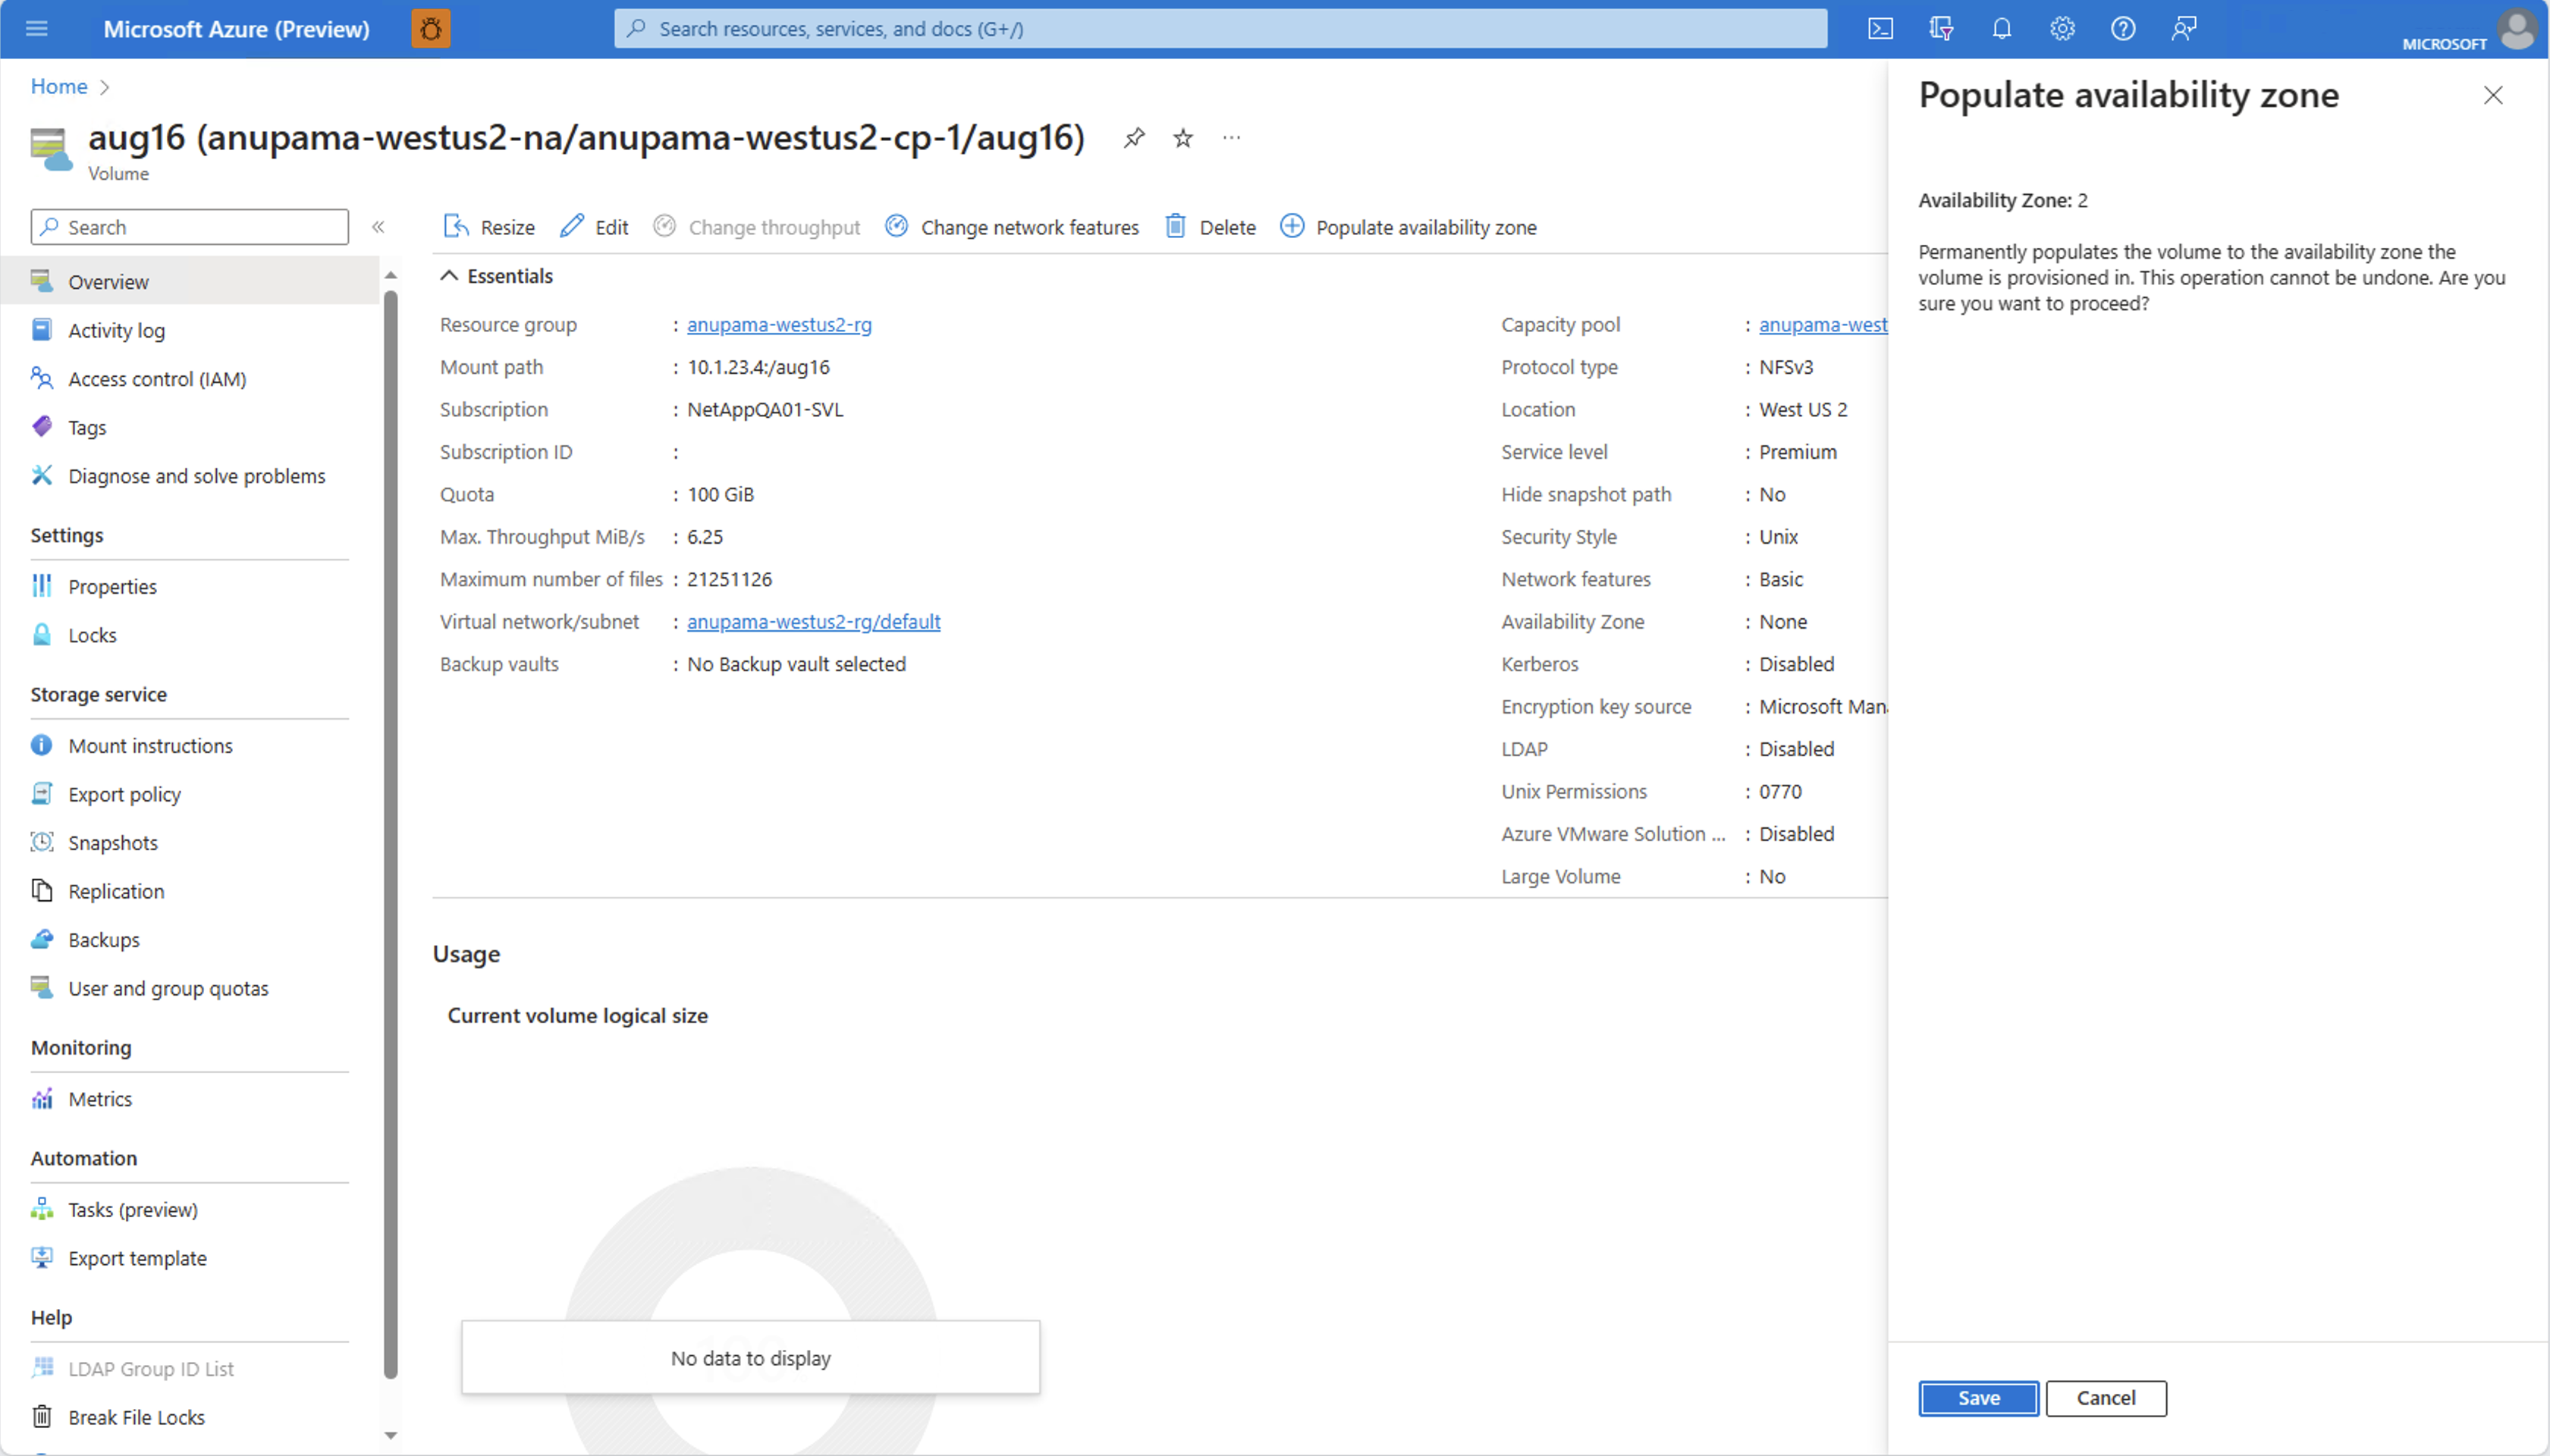 Microsoft Azure (Preview)
Search resources, services, and docs (G+/)
MICROSOFT
Home
aug16 (anupama-westus2-na/anupama-westus2-cp-1/aug16)
Volume
Search
Overview
Activity log
Access control (IAM)
Tags
Diagnose and solve problems
Settings
Properties
Locks
Storage service
Mount instructions
Export policy
Snapshots
Replication
Backups
User and group quotas
Monitoring
Metrics
Automation
Tasks (preview)
Export template
Help
LDAP Group ID List
Break File Locks
Resize Edit Change throughput Change network features Delete Populate availability zone
Essentials
Resource group : anupama-westus2-rg
Mount path : 10.1.23.4:/aug16
Subscription : NetAppQA01-SVL
Subscription ID :
Quota : 100 GiB
Max. Throughput MiB/s : 6.25
Maximum number of files : 21251126
Virtual network/subnet : anupama-westus2-rg/default
Backup vaults : No Backup vault selected
Capacity pool : anupama-west
Protocol type : NFSv3
Location : West US 2
Service level : Premium
Hide snapshot path : No
Security Style : Unix
Network features : Basic
Availability Zone : None
Kerberos : Disabled
Encryption key source : Microsoft Man
LDAP : Disabled
Unix Permissions : 0770
Azure VMware Solution ... : Disabled
Large Volume : No
Usage
Current volume logical size
No data to display
Populate availability zone
Availability Zone: 2
Permanently populates the volume to the availability zone the
volume is provisioned in. This operation cannot be undone. Are you
sure you want to proceed?
Save
Cancel